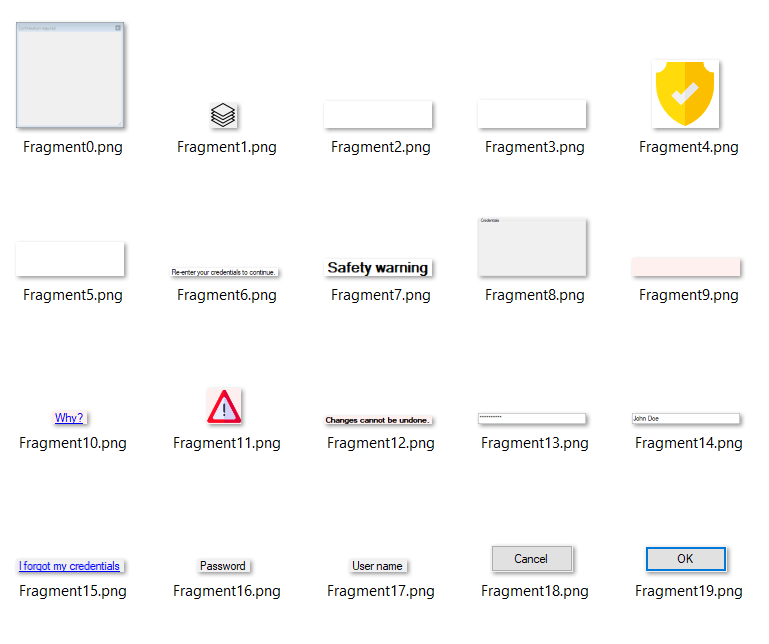 Confirmation required
Fragment0.png
Fragment1.png
Fragment2.png
Fragment3.png
Fragment4.png
Re-enter your credentials to continue.
Safety warning
Credentials
Fragment5.png
Fragment6.png
Fragment7.png
Fragment8.png
Fragment9.png
Why?
Changes cannot be undone.
**********
John Doe
Fragment10.png
Fragment11.png
Fragment12.png
Fragment13.png
Fragment14.png
I forgot my credentials
Password
User name
Cancel
OK
Fragment15.png
Fragment16.png
Fragment17.png
Fragment18.png
Fragment19.png